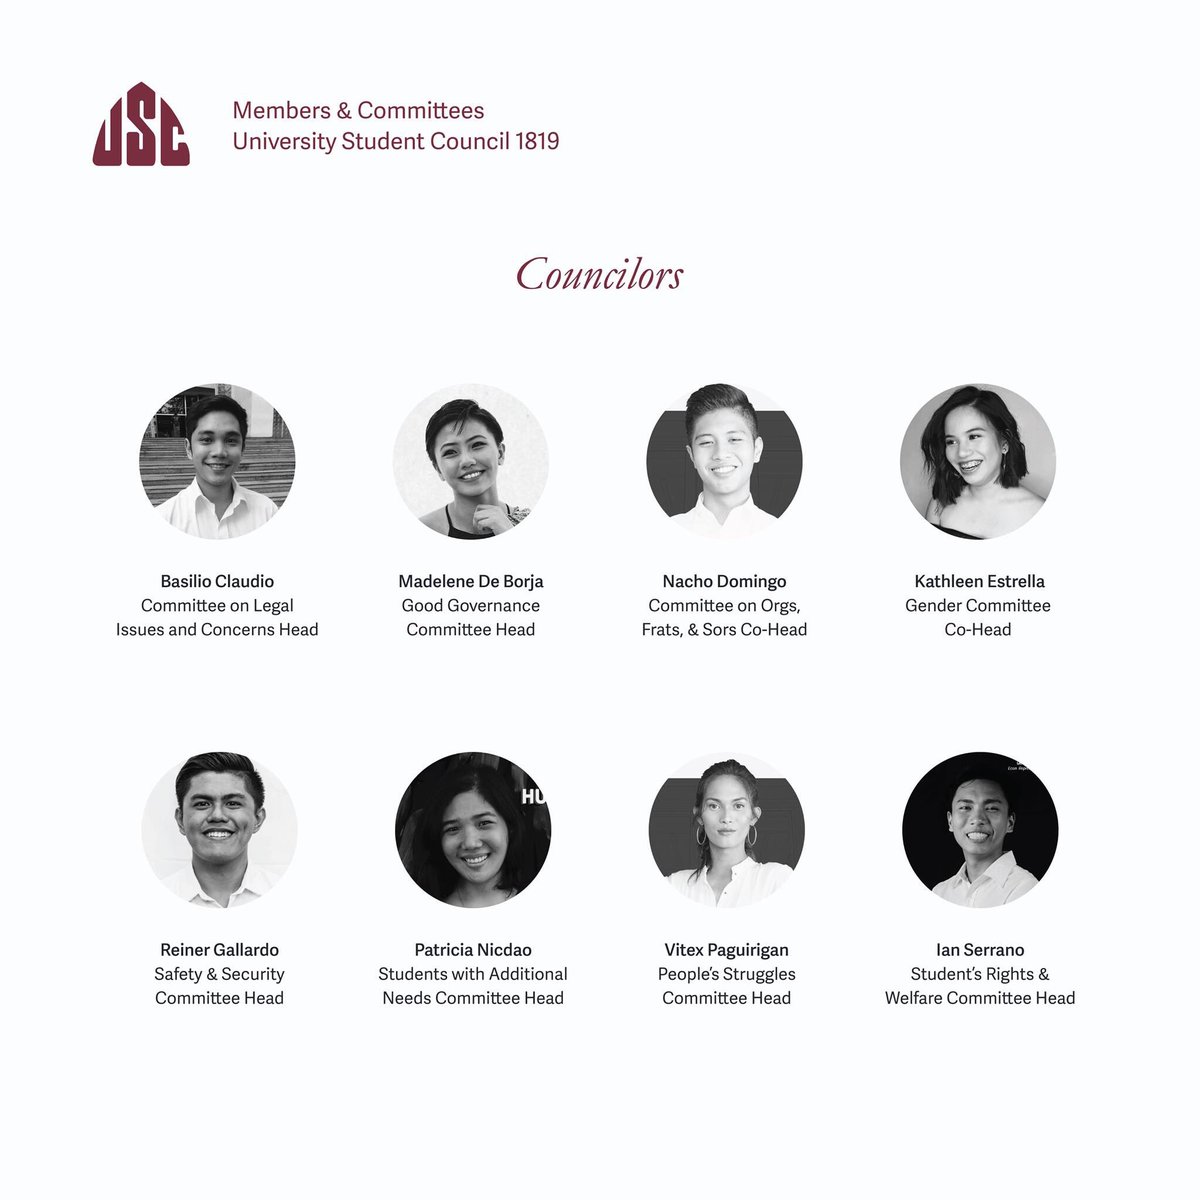 USC
Members & Committees
University Student Council 1819
Councilors
Basilio Claudio
Committee on Legal
Issues and Concerns Head
Madelene De Borja
Good Governance
Committee Head
Nacho Domingo
Committee on Orgs,
Frats, & Sors Co-Head
Kathleen Estrella
Gender Committee
Co-Head
HU
Reiner Gallardo
Safety & Security
Committee Head
Patricia Nicdao
Students with Additional
Needs Committee Head
Vitex Paguirigan
People’s Struggles
Committee Head
Ian Serrano
Student’s Rights &
Welfare Committee Head